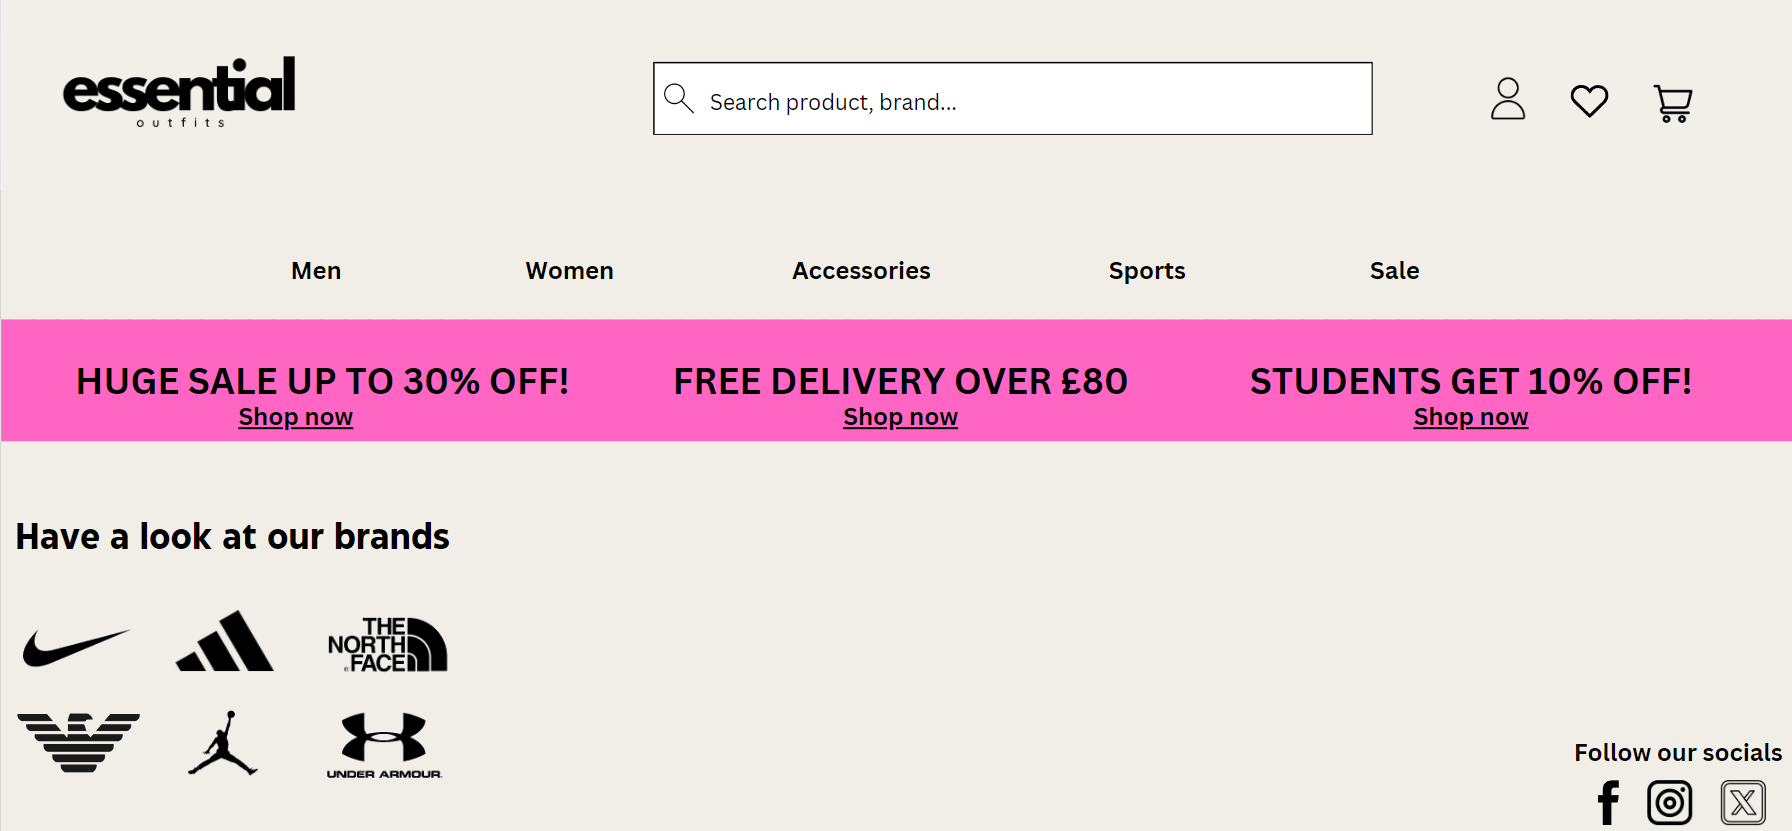 essential
outfits
Search product, brand...
Men Women Accessories Sports Sale
HUGE SALE UP TO 30% OFF! FREE DELIVERY OVER £80 STUDENTS GET 10% OFF!
Shop now Shop now Shop now
Have a look at our brands
THE
NORTH
FACE
UNDER ARMOUR.
Follow our socials